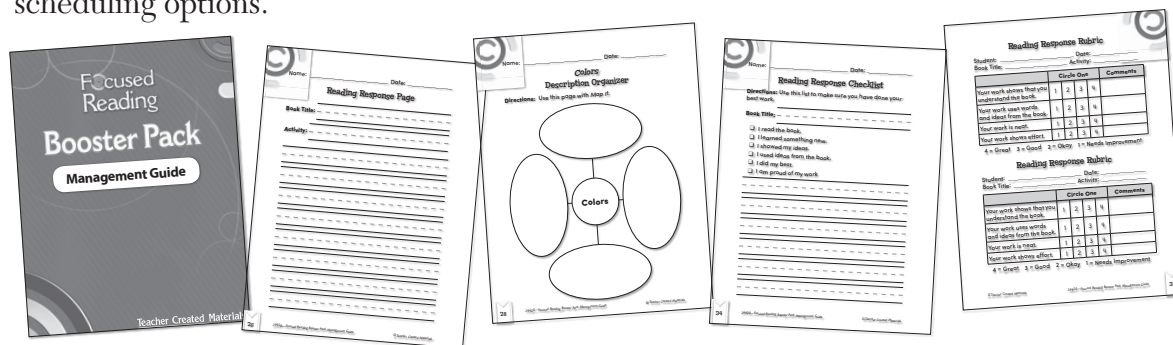 scheduling options.
Focused
Reading
Booster Pack
Management Guide
Teacher Created Materials
Name:
Date:
Reading Response Page
Book Title:
Activity:
26
Name:
Date:
Colors
Description Organizer
Directions: Use this page with Map It.
Colors
28
Name:
Date:
Reading Response Checklist
Directions: Use this list to make sure you have done your
best work.
Book Title:
I read the book.
I learned something new.
I showed my ideas.
I used ideas from the book.
I did my best.
I am proud of my work.
34
Reading Response Rubric
Student:
Date:
Book Title:
Activity:
Circle One
Comments
Your work shows that you
understand the book.
1 2 3 4
Your work uses words
and ideas from the book.
1 2 3 4
Your work is neat.
1 2 3 4
Your work shows effort.
1 2 3 4
4 = Great 3 = Good 2 = Okay 1 = Needs Improvement
Reading Response Rubric
Student:
Date:
Book Title:
Activity:
Circle One
Comments
Your work shows that you
understand the book.
1 2 3 4
Your work uses words
and ideas from the book.
1 2 3 4
Your work is neat.
1 2 3 4
Your work shows effort.
1 2 3 4
4 = Great 3 = Good 2 = Okay 1 = Needs Improvement